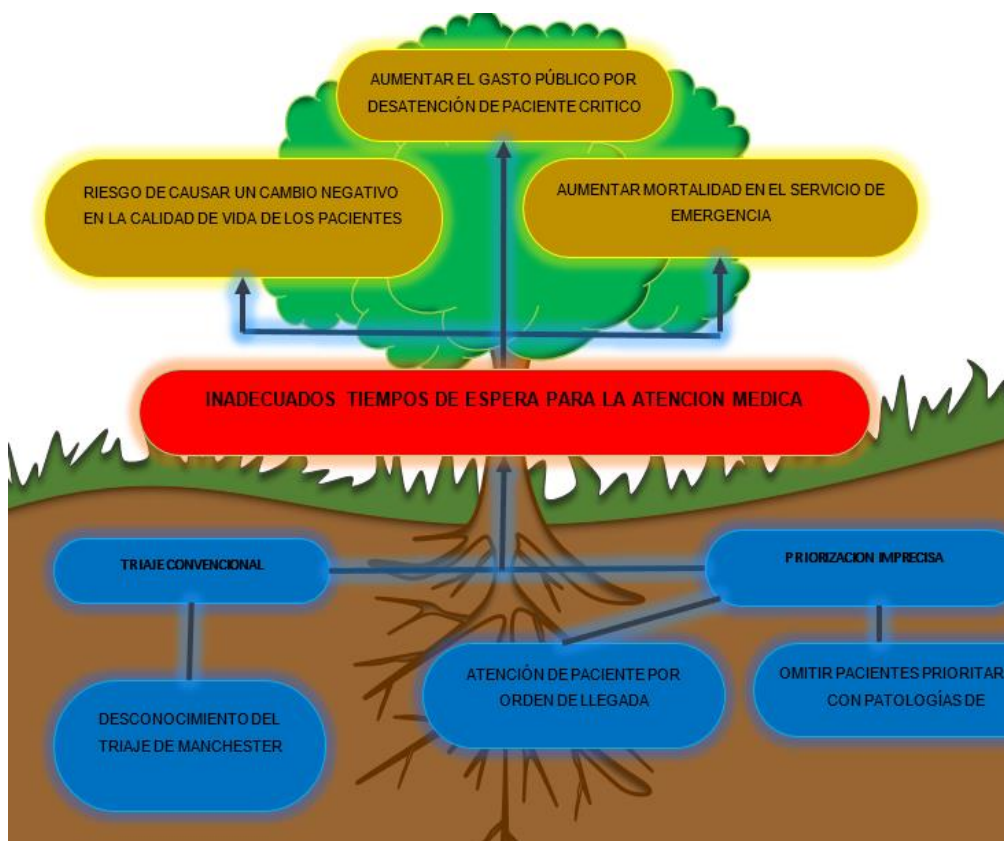 AUMENTAR EL GASTO PÚBLICO POR
DESATENCIÓN DE PACIENTE CRITICO
RIESGO DE CAUSAR UN CAMBIO NEGATIVO
EN LA CALIDAD DE VIDA DE LOS PACIENTES
AUMENTAR MORTALIDAD EN EL SERVICIO DE
EMERGENCIA
INADECUADOS TIEMPOS DE ESPERA PARA LA ATENCION MEDICA
TRIAJE CONVENCIONAL
PRIORIZACION IMPRECISA
ATENCIÓN DE PACIENTE POR
ORDEN DE LLEGADA
OMITIR PACIENTES
CON PATOLOGÍAS DE
DESCONOCIMIENTO DEL
TRIAJE DE MANCHESTER